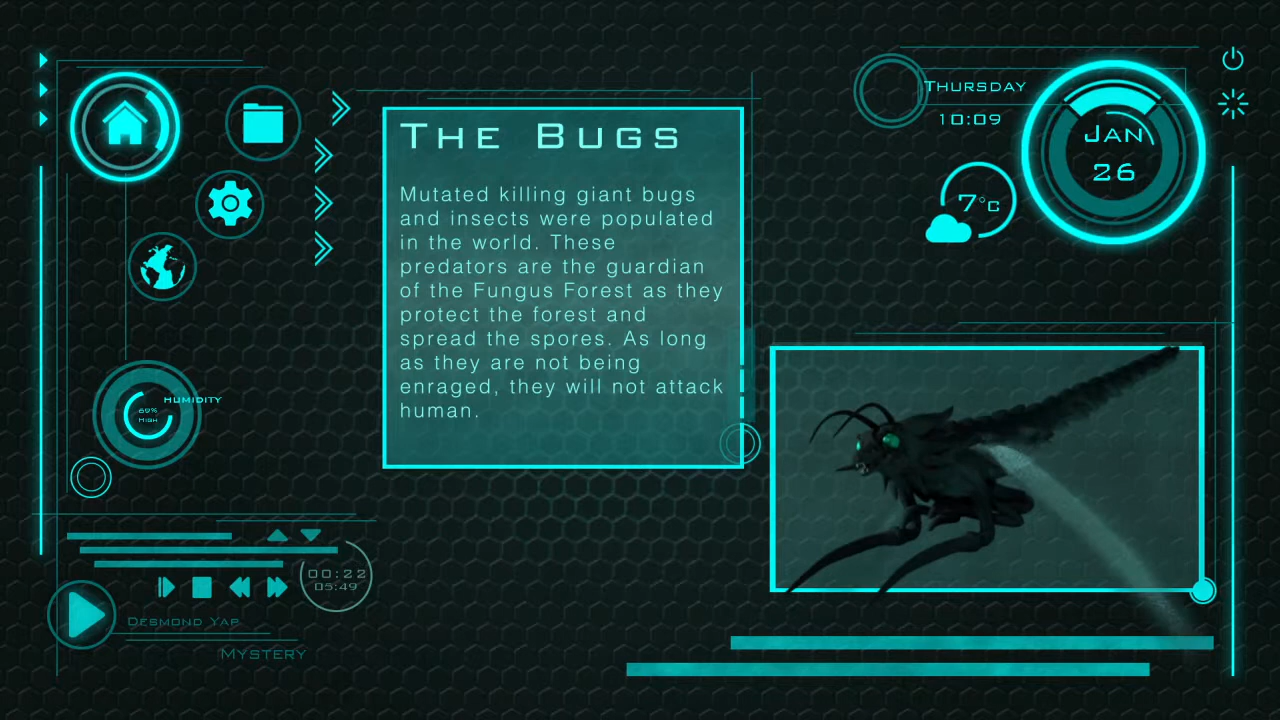 Thursday
10:09
Jan
26
7°c
The Bugs
Mutated killing giant bugs
and insects were populated
in the world. These
predators are the guardian
of the Fungus Forest as they
protect the forest and
spread the spores. As long
as they are not being
enraged, they will not attack
human.
Humidity
69%
High
00:22
05:49
Desmond Yap
Mystery